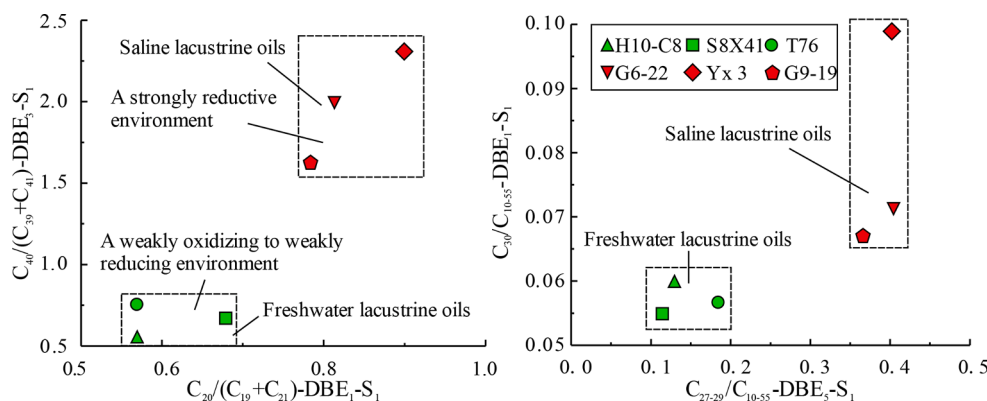 2.5
2.0
1.5
1.0
0.5
C₄₀/(C₃₉+C₄₁)-DBE₃-S₁
Saline lacustrine oils
A strongly reductive
environment
A weakly oxidizing to weakly
reducing environment
Freshwater lacustrine oils
0.5 0.6 0.7 0.8 0.9 1.0
C₂₀/(C₁₉+C₂₁)-DBE₁-S₁
0.10
0.09
0.08
0.07
0.06
0.05
C₃₀/C₁₀₋₅₅-DBE₁-S₁
H10-C8 S8X41 T76
G6-22 Yx 3 G9-19
Saline lacustrine oils
Freshwater lacustrine oils
0. 0 0. 1 0. 2 0. 3 0. 4 0. 5
C₂₇₋₂₉/C₁₀₋₅₅-DBE₅-S₁